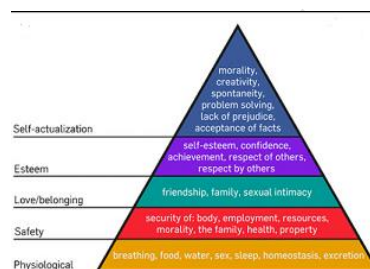 morality,
creativity,
spontaneity,
problem solving,
lack of prejudice,
acceptance of facts
Self-actualization
self-esteem, confidence,
achievement, respect of others,
respect by others
Esteem
friendship, family, sexual intimacy
Love/belonging
security of: body, employment, resources,
morality, the family, health, property
Safety
breathing, food, water, sex, sleep, homeostasis, excretion
Physiological